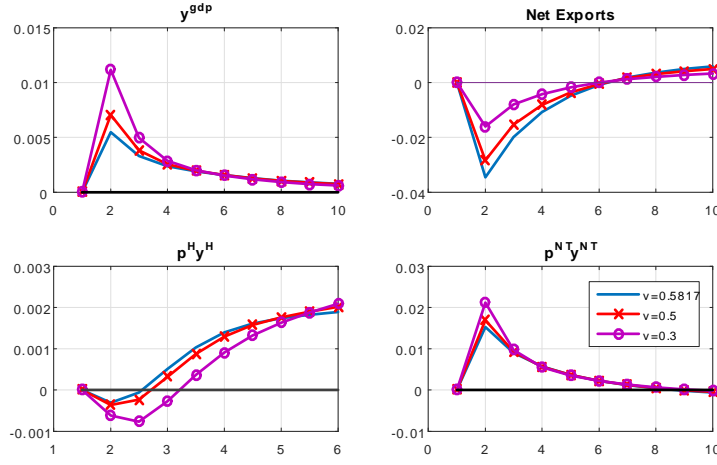 y^gdp
0.015
0.01
0.005
0
0 2 4 6 8 10
Net Exports
0.02
0
-0.02
-0.04
0 2 4 6 8 10
p^H y^H
0.003
0.002
0.001
0
-0.001
1 2 3 4 5 6
p^NT y^NT
0.03
0.02
0.01
0
-0.01
0 2 4 6 8 10
v=0.5817
v=0.5
v=0.3